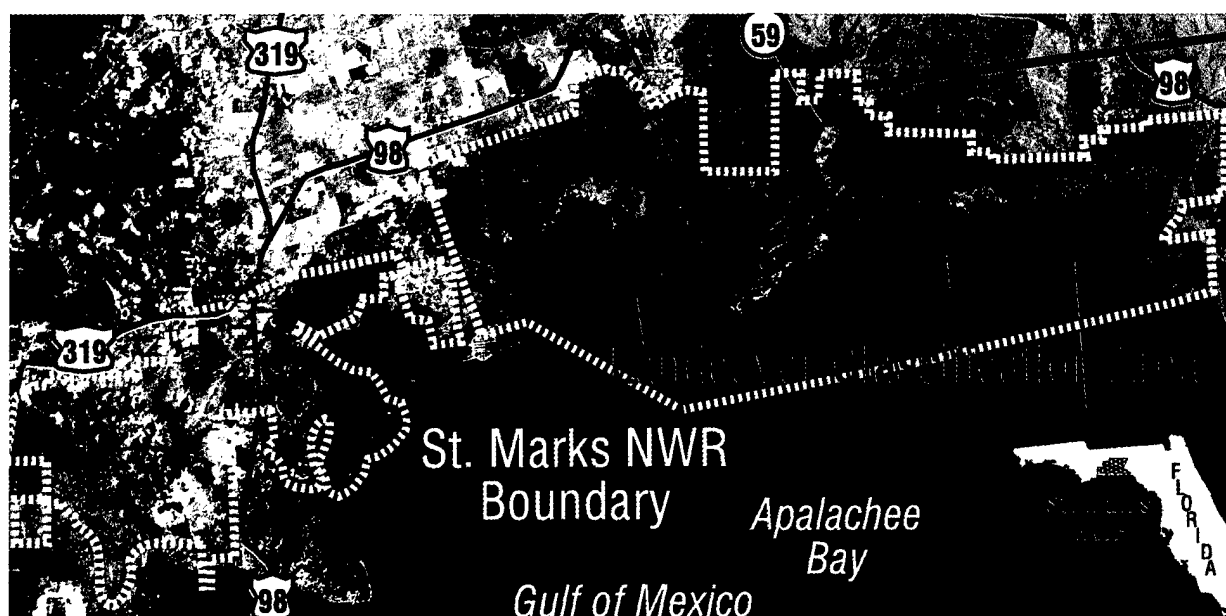 319
59
98
98
319
St. Marks NWR
Boundary
Apalachee
Bay
Gulf of Mexico
98
FLORIDA